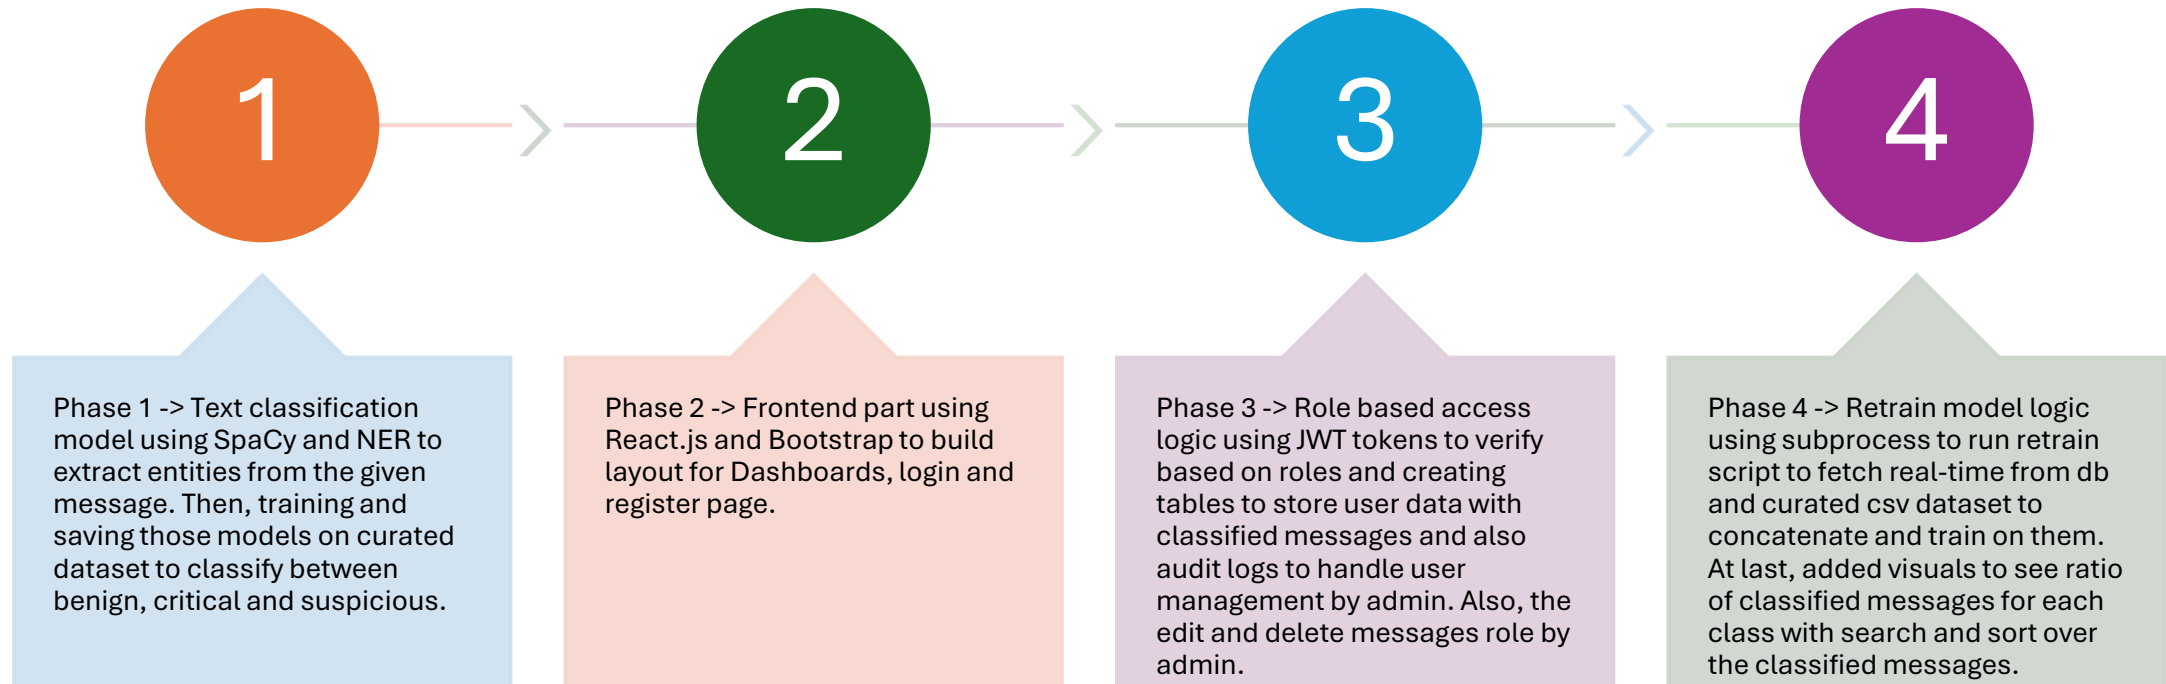 1
2
3
4
Phase 1 -> Text classification
model using SpaCy and NER to
extract entities from the given
message. Then, training and
saving those models on curated
dataset to classify between
benign, critical and suspicious.
Phase 2 -> Frontend part using
React.js and Bootstrap to build
layout for Dashboards, login and
register page.
Phase 3 -> Role based access
logic using JWT tokens to verify
based on roles and creating
tables to store user data with
classified messages and also
audit logs to handle user
management by admin. Also, the
edit and delete messages role by
admin.
Phase 4 -> Retrain model logic
using subprocess to run retrain
script to fetch real-time from db
and curated csv dataset to
concatenate and train on them.
At last, added visuals to see ratio
of classified messages for each
class with search and sort over
the classified messages.